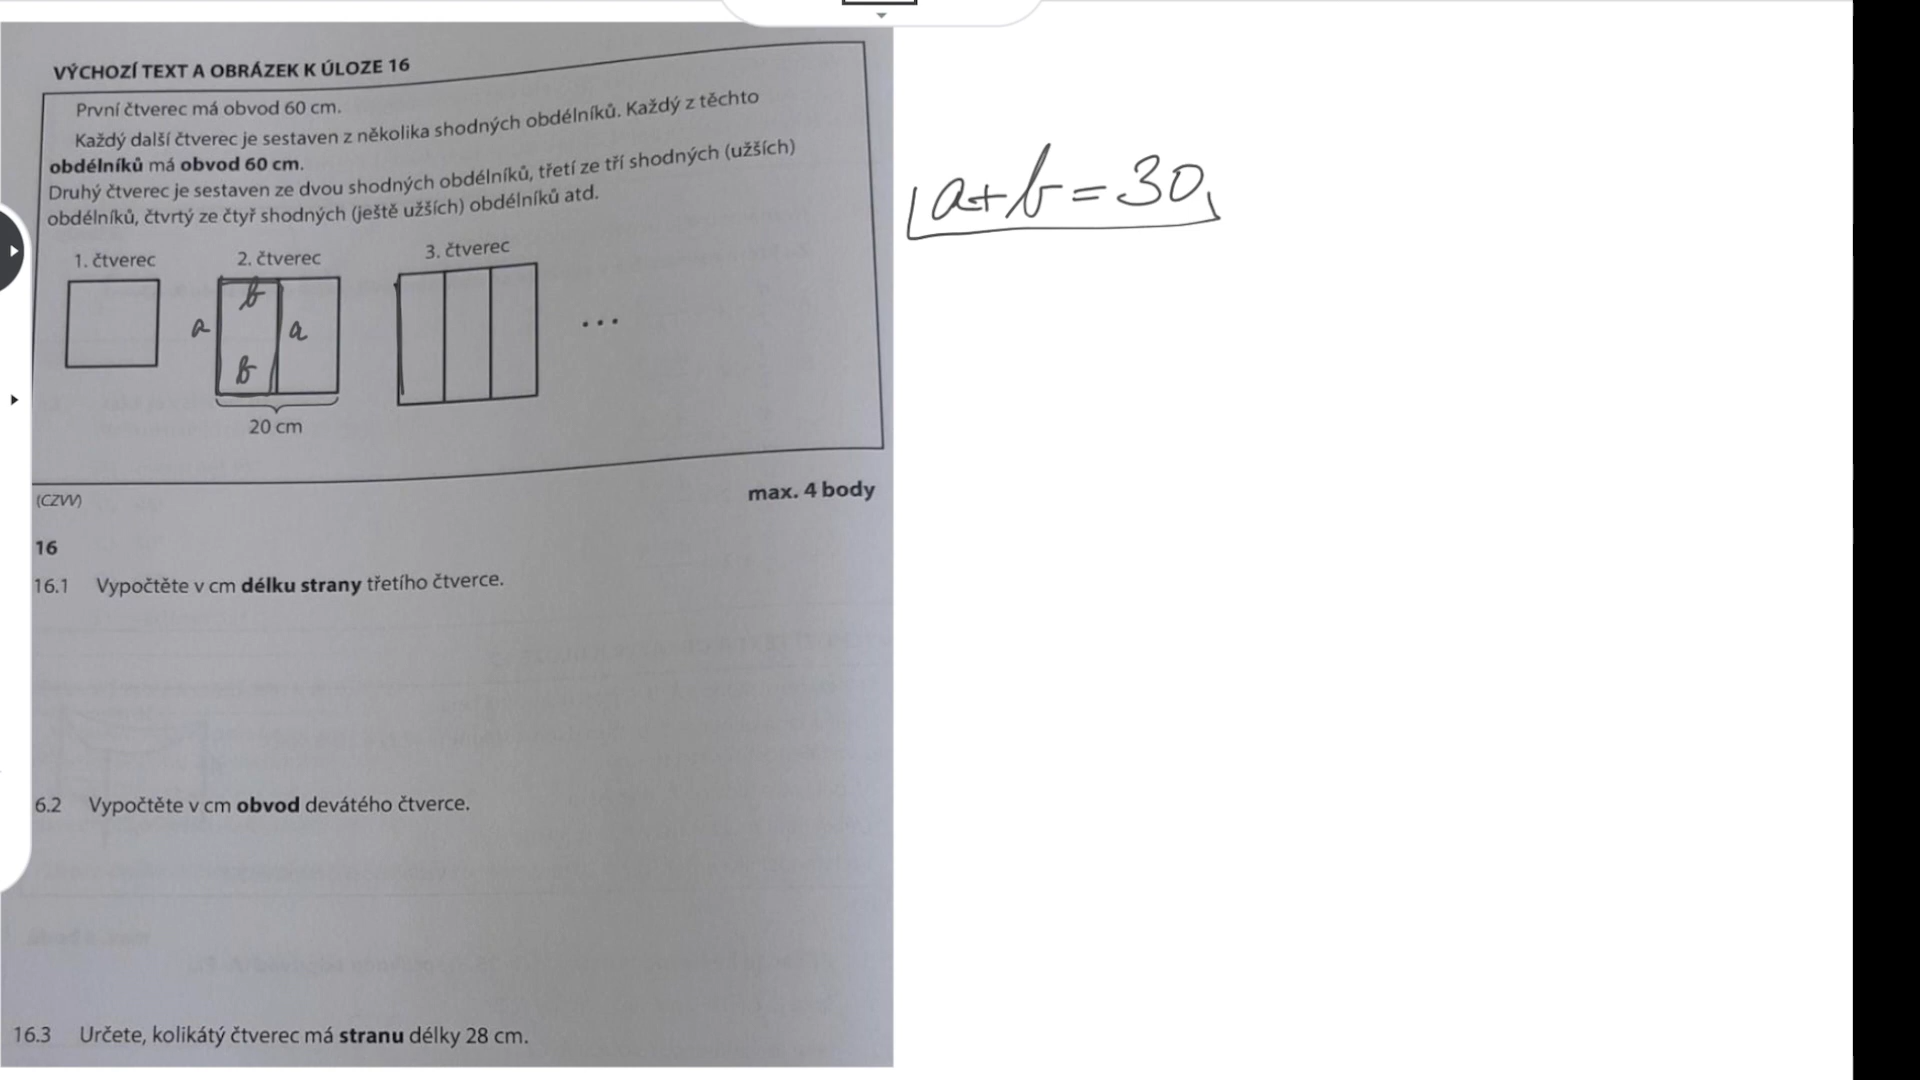 VÝCHOZÍ TEXT A OBRÁZEK K ÚLOZE 16
První čtverec má obvod 60 cm.
Každý další čtverec je sestaven z několika shodných obdélníků. Každý z těchto
obdélníků má obvod 60 cm.
Druhý čtverec je sestaven ze dvou shodných obdélníků, třetí ze tří shodných (užších)
obdélníků, čtvrtý ze čtyř shodných (ještě užších) obdélníků atd.
1. čtverec 2. čtverec 3. čtverec
b
a a
b
...
20 cm
a+b=30
(CZVV)
max. 4 body
16
16.1 Vypočtěte v cm délku strany třetího čtverce.
6.2 Vypočtěte v cm obvod devátého čtverce.
16.3 Určete, kolikátý čtverec má stranu délky 28 cm.